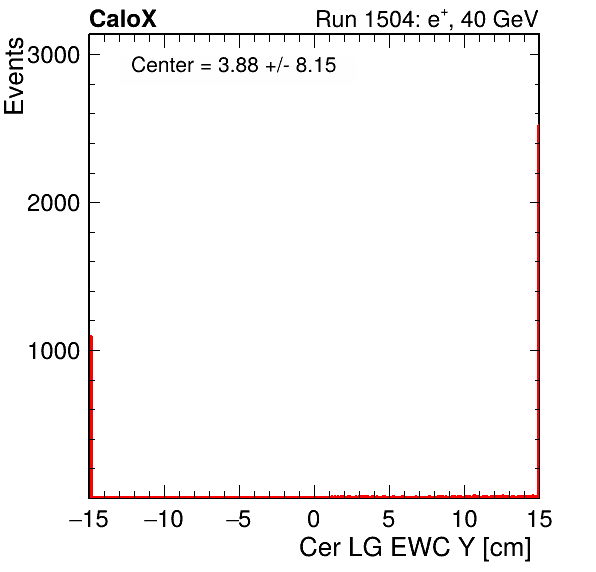 CaloX Run 1504: e⁺, 40 GeV
Events
Center = 3.88 +/- 8.15
3000
2000
1000
−15 −10 −5 0 5 10 15
Cer LG EWC Y [cm]